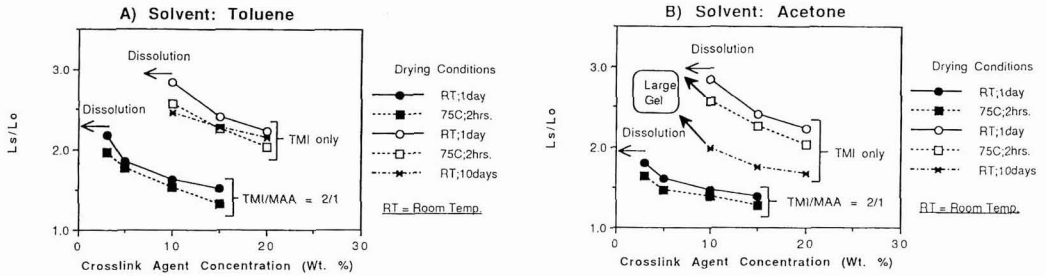 A) Solvent: Toluene
Dissolution
Dissolution
3.0
2.0
1.0
Ls/Lo
TMI only
TMI/MAA = 2/1
0
10
20
30
Crosslink Agent Concentration (Wt. %)
Drying Conditions
RT;1day
75C;2hrs.
RT;1day
75C;2hrs.
RT;10days
RT = Room Temp.
B) Solvent: Acetone
Dissolution
Large
Gel
Dissolution
3.0
2.0
1.0
Ls/Lo
TMI only
TMI/MAA = 2/1
0
10
20
30
Crosslink Agent Concentration (Wt. %)
Drying Conditions
RT;1day
75C;2hrs.
RT;1day
75C;2hrs.
RT;10days
RT = Room Temp.